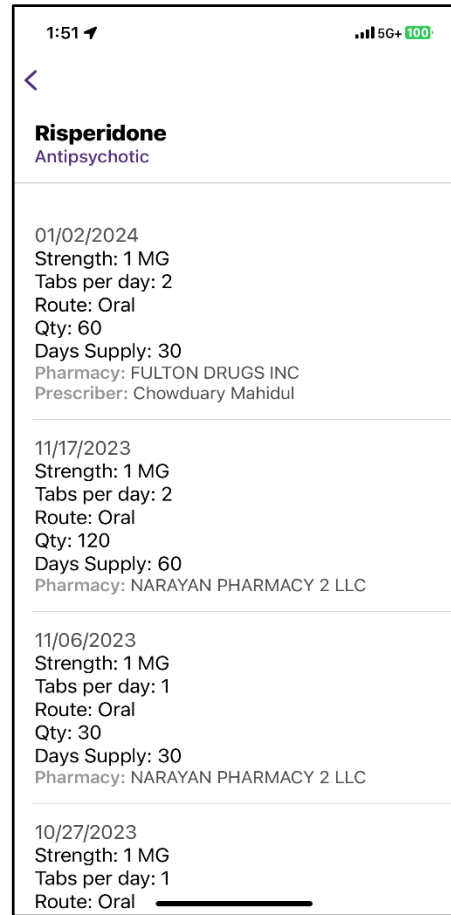 1:51 5G+ 100
Risperidone
Antipsychotic
01/02/2024
Strength: 1 MG
Tabs per day: 2
Route: Oral
Qty: 60
Days Supply: 30
Pharmacy: FULTON DRUGS INC
Prescriber: Chowduary Mahidul
11/17/2023
Strength: 1 MG
Tabs per day: 2
Route: Oral
Qty: 120
Days Supply: 60
Pharmacy: NARAYAN PHARMACY 2 LLC
11/06/2023
Strength: 1 MG
Tabs per day: 1
Route: Oral
Qty: 30
Days Supply: 30
Pharmacy: NARAYAN PHARMACY 2 LLC
10/27/2023
Strength: 1 MG
Tabs per day: 1
Route: Oral